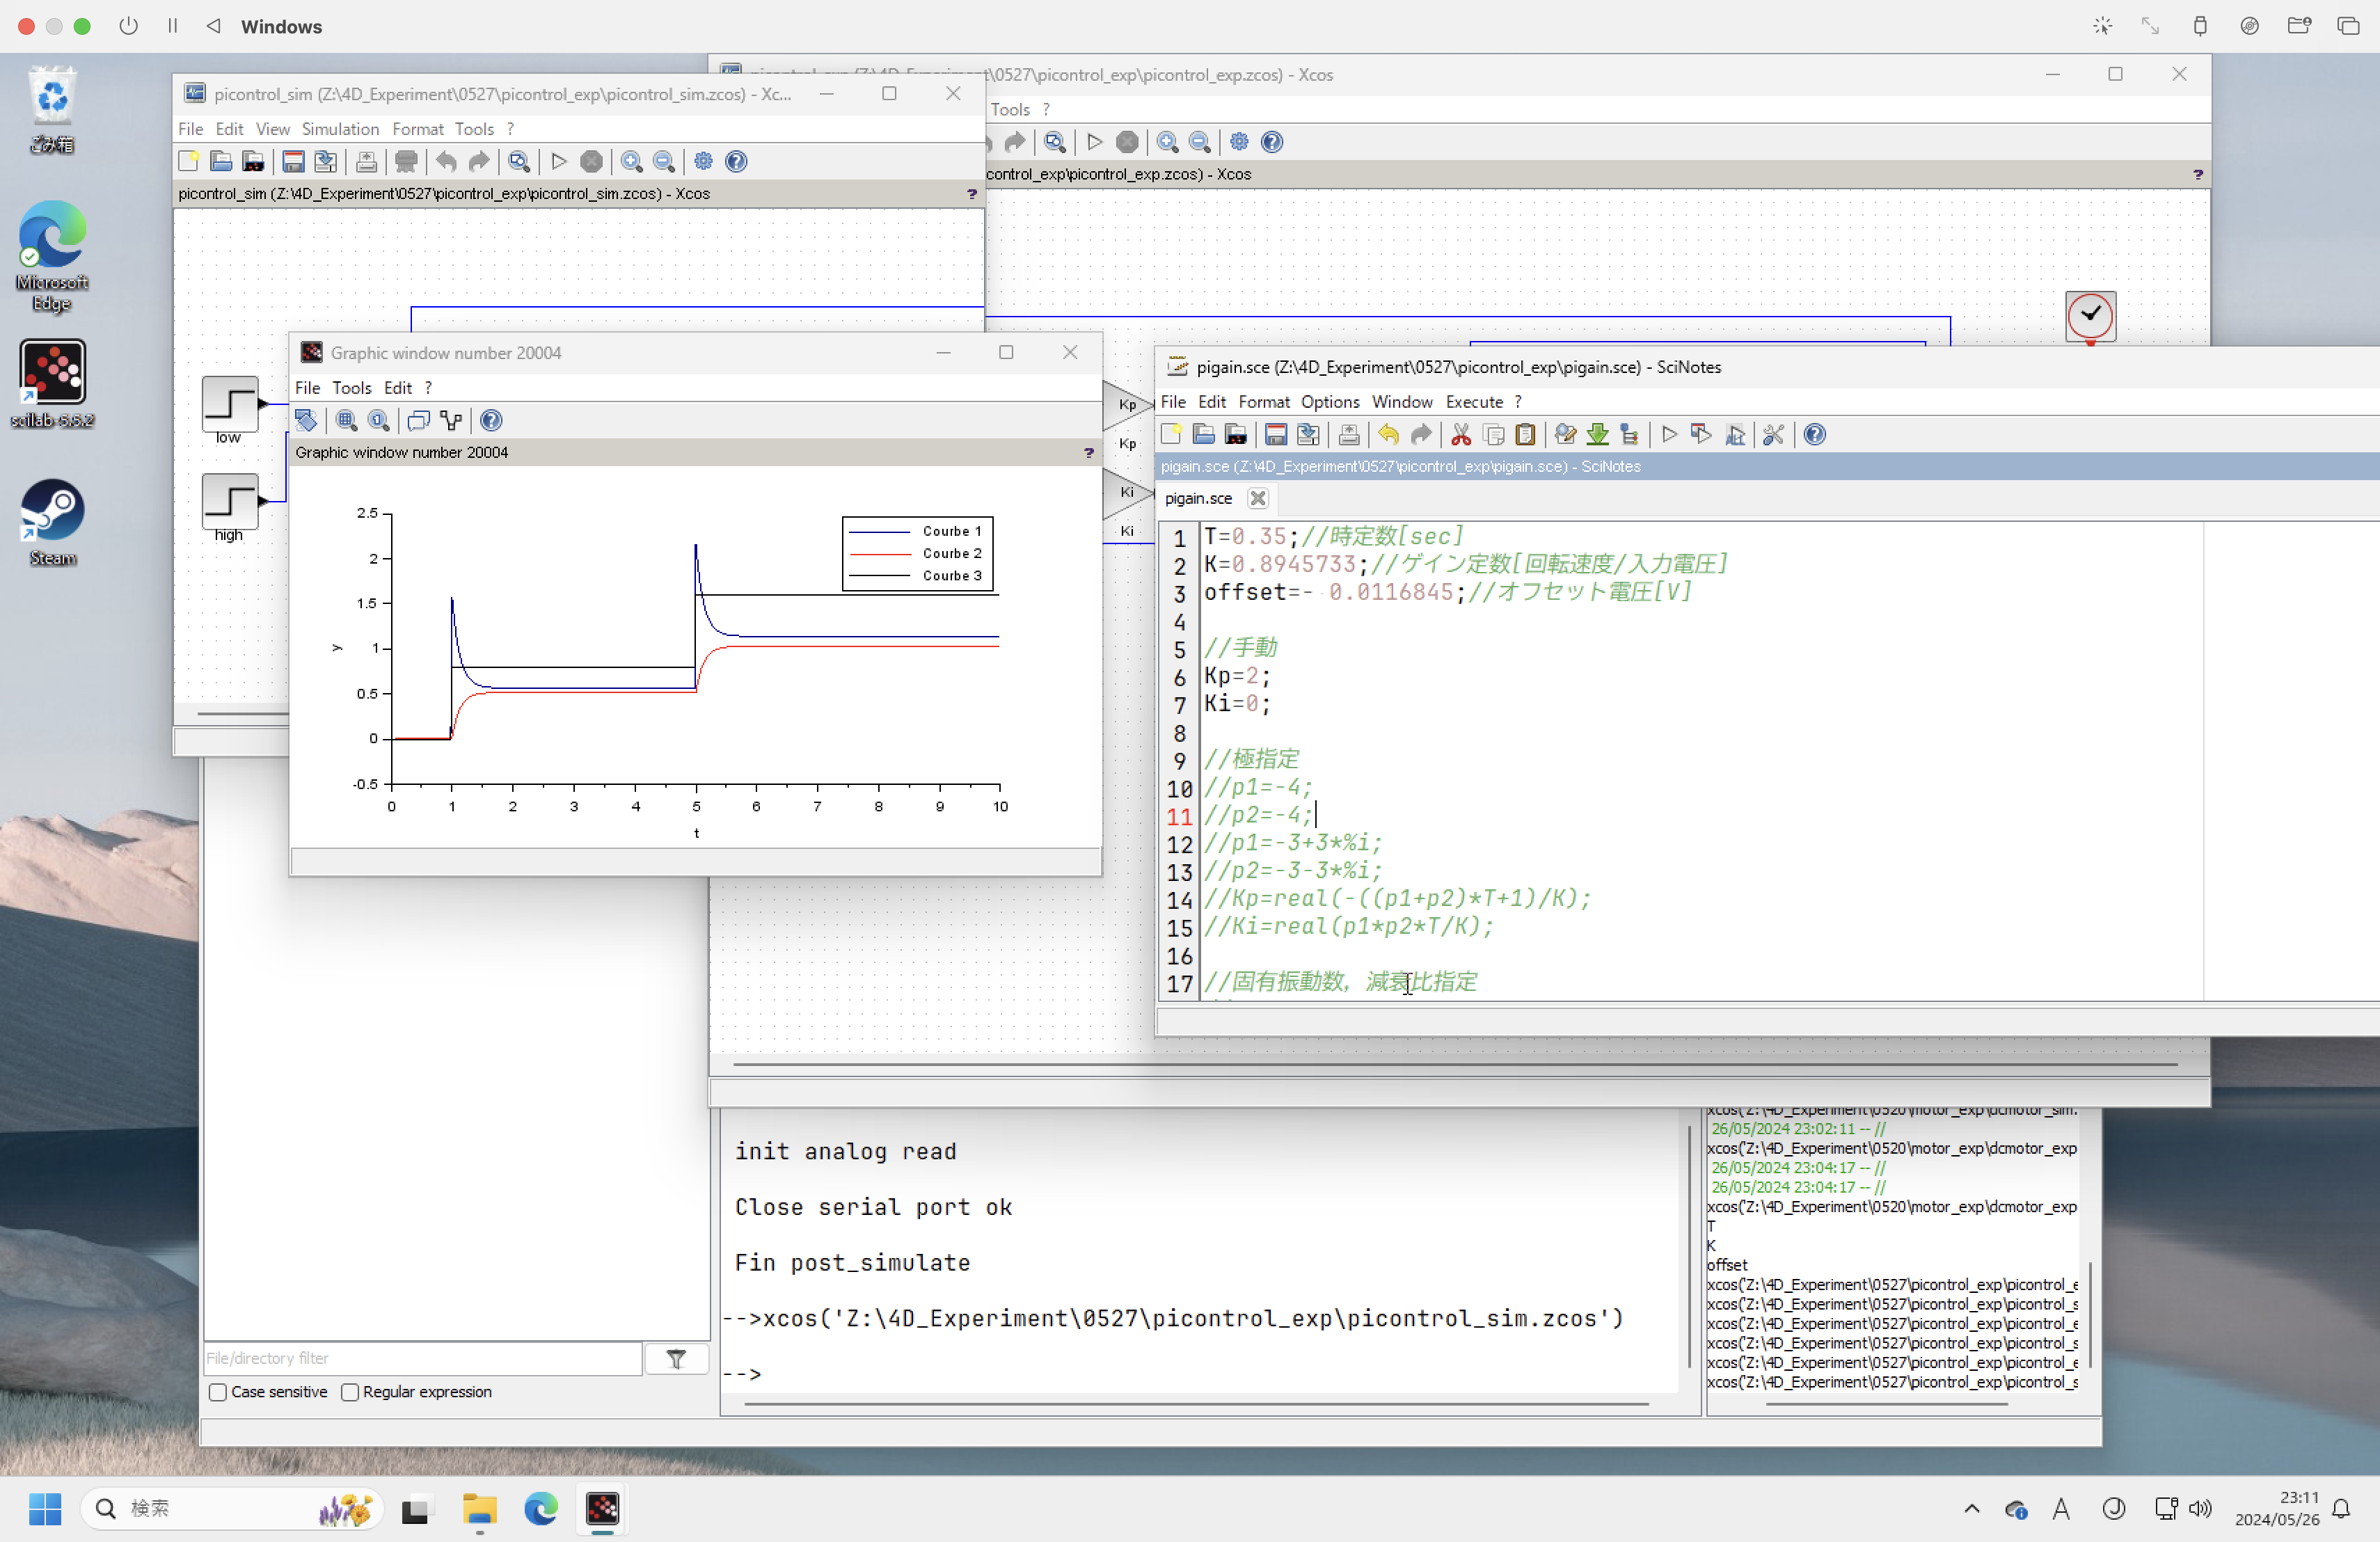 Windows
ごみ箱
Microsoft
Edge
scilab-5.5.2
Steam
picontrol_exp (Z:\4D_Experiment\0527\picontrol_exp\picontrol_exp.zcos) - Xcos
Tools ?
control_exp\picontrol_exp.zcos) - Xcos
?
picontrol_sim (Z:\4D_Experiment\0527\picontrol_exp\picontrol_sim.zcos) - Xc...
File Edit View Simulation Format Tools ?
picontrol_sim (Z:\4D_Experiment\0527\picontrol_exp\picontrol_sim.zcos) - Xcos
?
low
high
Graphic window number 20004
File Tools Edit ?
Graphic window number 20004
?
2.5
2
1.5
1
0.5
0
-0.5
y
0 1 2 3 4 5 6 7 8 9 10
t
Courbe 1
Courbe 2
Courbe 3
Kp
Kp
Ki
Ki
pigain.sce (Z:\4D_Experiment\0527\picontrol_exp\pigain.sce) - SciNotes
File Edit Format Options Window Execute ?
pigain.sce (Z:\4D_Experiment\0527\picontrol_exp\pigain.sce) - SciNotes
pigain.sce
1 T=0.35;//時定数[sec]
2 K=0.8945733;//ゲイン定数[回転速度/入力電圧]
3 offset=- 0.0116845;//オフセット電圧[V]
4
5 //手動
6 Kp=2;
7 Ki=0;
8
9 //極指定
10 //p1=-4;
11 //p2=-4;
12 //p1=-3+3*%i;
13 //p2=-3-3*%i;
14 //Kp=real(-((p1+p2)*T+1)/K);
15 //Ki=real(p1*p2*T/K);
16
17 //固有振動数，減衰比指定
init analog read
Close serial port ok
Fin post_simulate
-->xcos('Z:\4D_Experiment\0527\picontrol_exp\picontrol_sim.zcos')
-->
xcos('Z:\4D_Experiment\0520\motor_exp\dcmotor_sim.
26/05/2024 23:02:11 -- //
xcos('Z:\4D_Experiment\0520\motor_exp\dcmotor_exp
26/05/2024 23:04:17 -- //
26/05/2024 23:04:17 -- //
xcos('Z:\4D_Experiment\0520\motor_exp\dcmotor_exp
T
K
offset
xcos('Z:\4D_Experiment\0527\picontrol_exp\picontrol_e
xcos('Z:\4D_Experiment\0527\picontrol_exp\picontrol_s
xcos('Z:\4D_Experiment\0527\picontrol_exp\picontrol_e
xcos('Z:\4D_Experiment\0527\picontrol_exp\picontrol_s
xcos('Z:\4D_Experiment\0527\picontrol_exp\picontrol_e
xcos('Z:\4D_Experiment\0527\picontrol_exp\picontrol_s
File/directory filter
Case sensitive
Regular expression
検索
A
23:11
2024/05/26